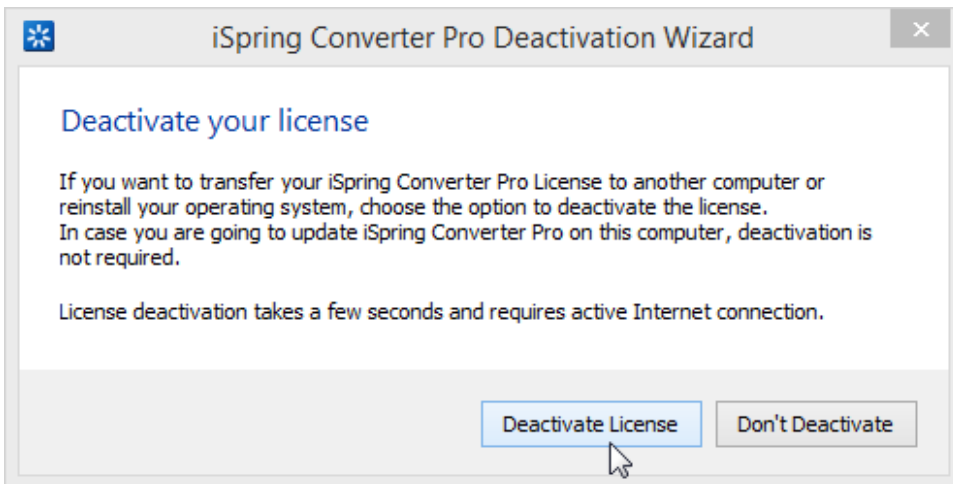 iSpring Converter Pro Deactivation Wizard
Deactivate your license
If you want to transfer your iSpring Converter Pro License to another computer or
reinstall your operating system, choose the option to deactivate the license.
In case you are going to update iSpring Converter Pro on this computer, deactivation is
not required.
License deactivation takes a few seconds and requires active Internet connection.
Deactivate License Don't Deactivate